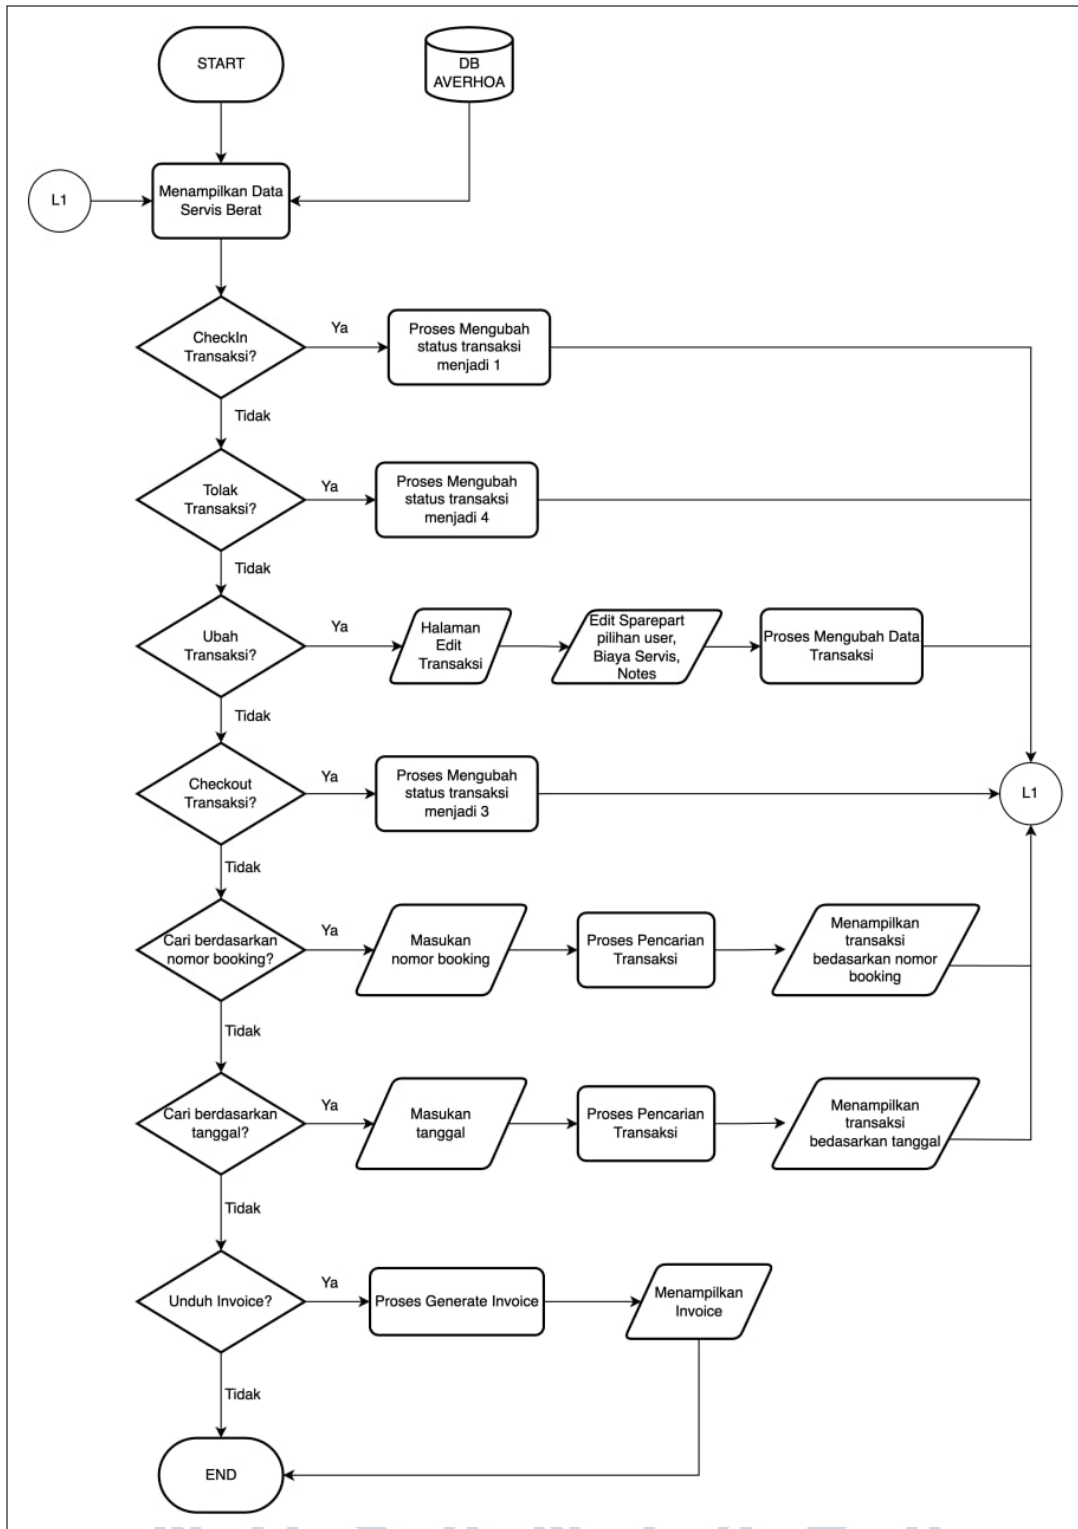 START
DB
AVERHOA
L1
Menampilkan Data
Servis Berat
CheckIn
Transaksi?
Ya
Proses Mengubah
status transaksi
menjadi 1
Tidak
Tolak
Transaksi?
Ya
Proses Mengubah
status transaksi
menjadi 4
Tidak
Ubah
Transaksi?
Ya
Halaman
Edit
Transaksi
Edit Sparepart
pilihan user,
Biaya Servis,
Notes
Proses Mengubah Data
Transaksi
Tidak
Checkout
Transaksi?
Ya
Proses Mengubah
status transaksi
menjadi 3
L1
Tidak
Cari berdasarkan
nomor booking?
Ya
Masukan
nomor booking
Proses Pencarian
Transaksi
Menampilkan
transaksi
bedasarkan nomor
booking
Tidak
Cari berdasarkan
tanggal?
Ya
Masukan
tanggal
Proses Pencarian
Transaksi
Menampilkan
transaksi
bedasarkan tanggal
Tidak
Unduh Invoice?
Ya
Proses Generate Invoice
Menampilkan
Invoice
Tidak
END